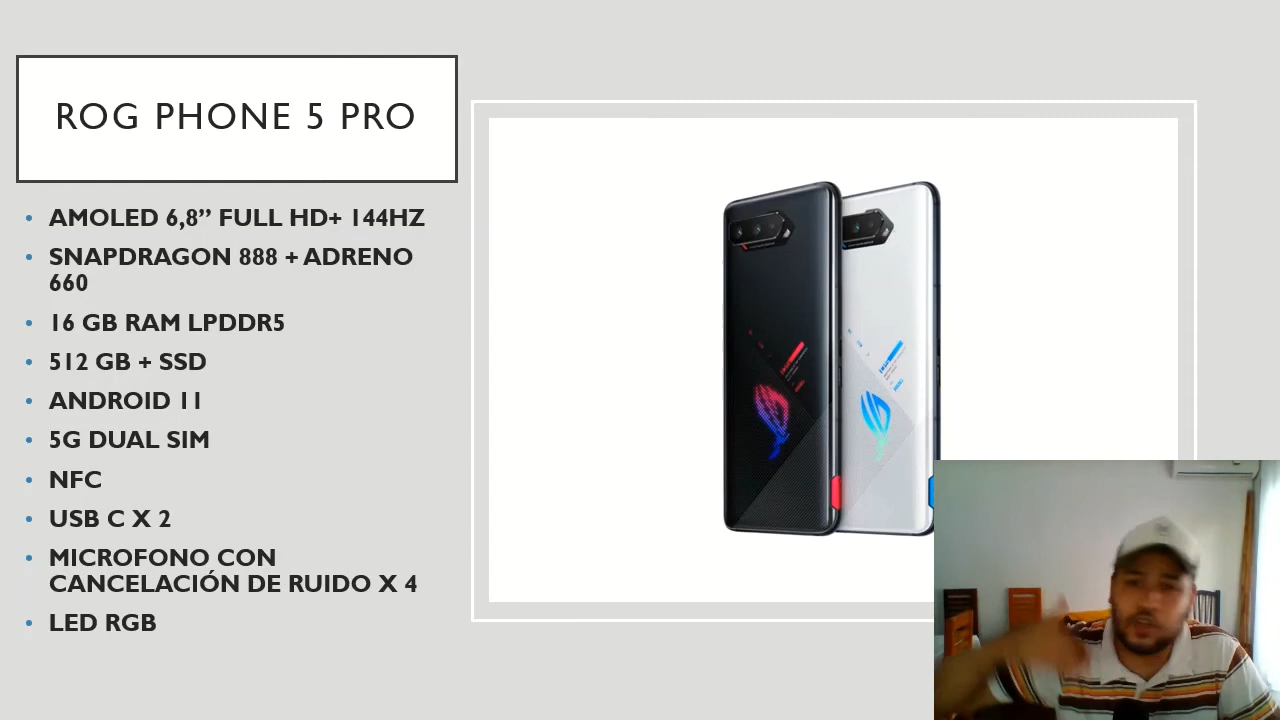 ROG PHONE 5 PRO
• AMOLED 6,8” FULL HD+ 144HZ
• SNAPDRAGON 888 + ADRENO
660
• 16 GB RAM LPDDR5
• 512 GB + SSD
• ANDROID 11
• 5G DUAL SIM
• NFC
• USB C X 2
• MICROFONO CON
CANCELACIÓN DE RUIDO X 4
• LED RGB